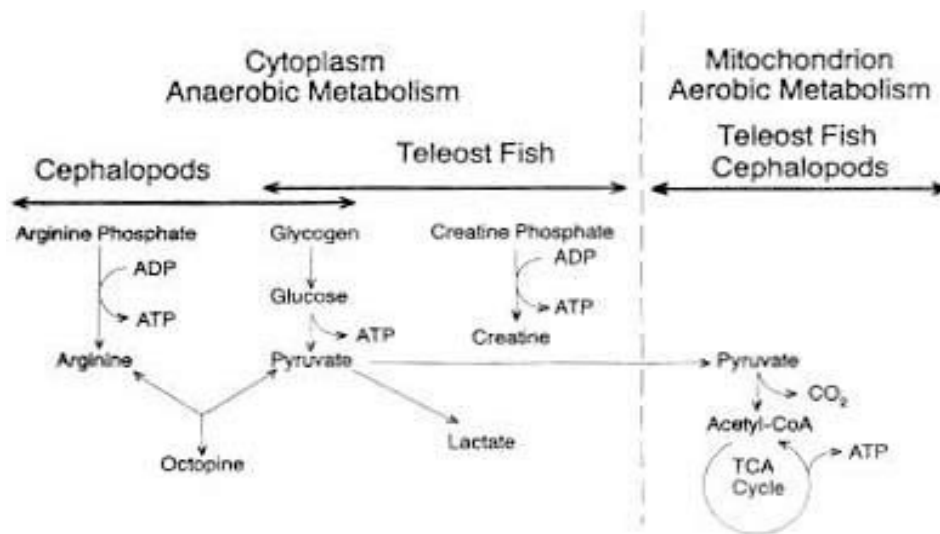 Cytoplasm
Anaerobic Metabolism
Mitochondrion
Aerobic Metabolism
Cephalopods
Teleost Fish
Teleost Fish
Cephalopods
Arginine Phosphate
ADP
ATP
Arginine
Glycogen
Glucose
ATP
Pyruvate
Octopine
Lactate
Creatine Phosphate
ADP
ATP
Creatine
Pyruvate
CO₂
Acetyl-CoA
TCA
Cycle
ATP